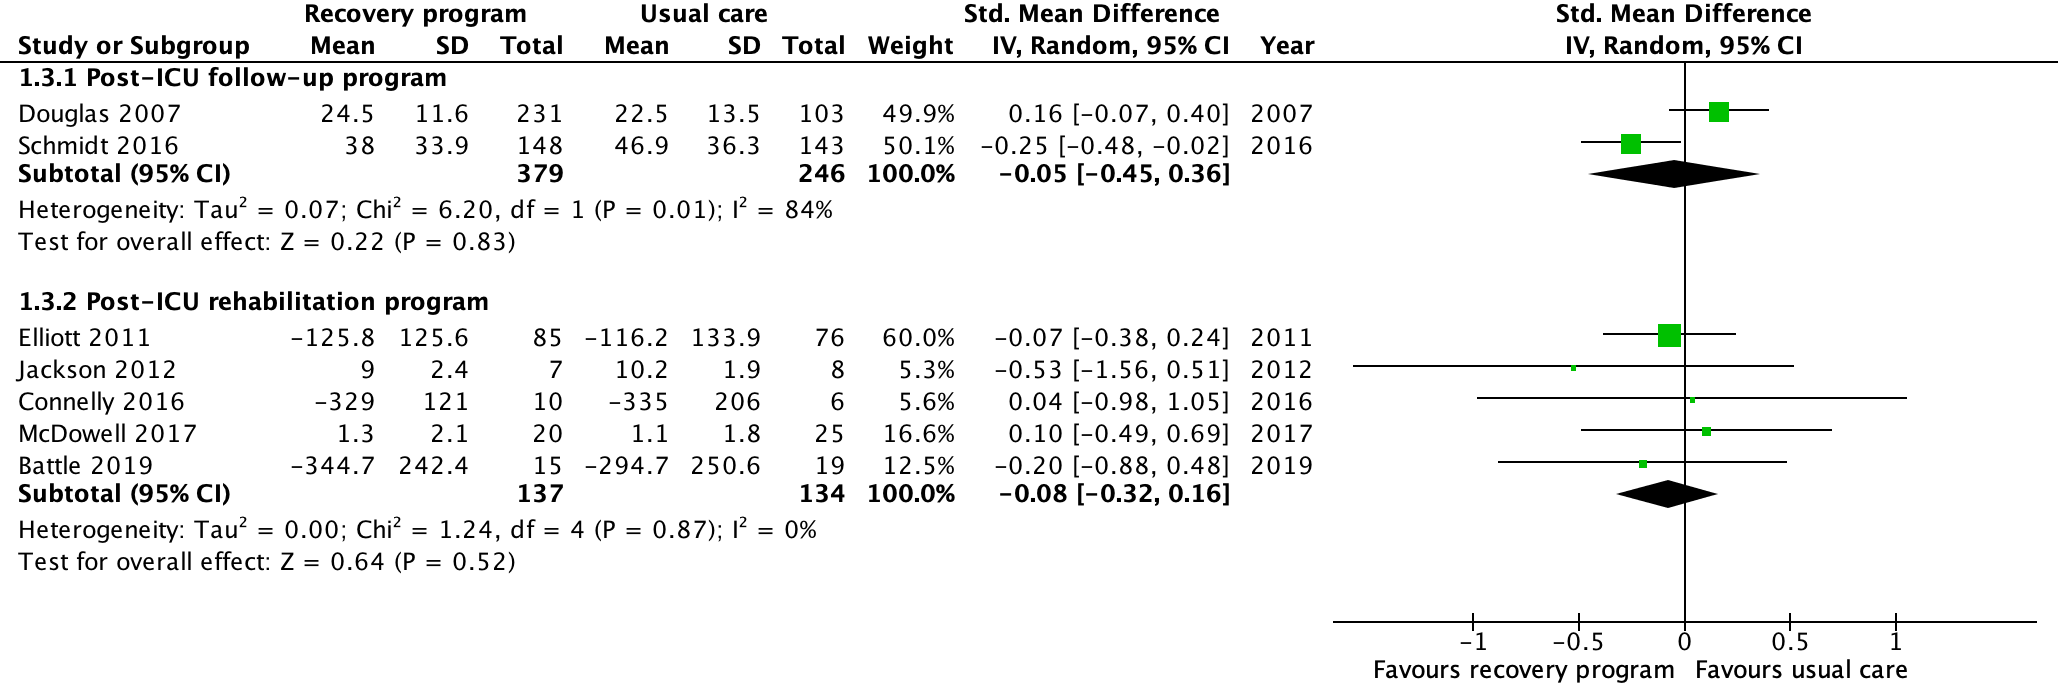 Recovery program Usual care Std. Mean Difference Std. Mean Difference
Study or Subgroup Mean SD Total Mean SD Total Weight IV, Random, 95% CI Year IV, Random, 95% CI
1.3.1 Post-ICU follow-up program
Douglas 2007 24.5 11.6 231 22.5 13.5 103 49.9% 0.16 [-0.07, 0.40] 2007
Schmidt 2016 38 33.9 148 46.9 36.3 143 50.1% -0.25 [-0.48, -0.02] 2016
Subtotal (95% CI) 379 246 100.0% -0.05 [-0.45, 0.36]
Heterogeneity: Tau² = 0.07; Chi² = 6.20, df = 1 (P = 0.01); I² = 84%
Test for overall effect: Z = 0.22 (P = 0.83)
1.3.2 Post-ICU rehabilitation program
Elliott 2011 -125.8 125.6 85 -116.2 133.9 76 60.0% -0.07 [-0.38, 0.24] 2011
Jackson 2012 9 2.4 7 10.2 1.9 8 5.3% -0.53 [-1.56, 0.51] 2012
Connelly 2016 -329 121 10 -335 206 6 5.6% 0.04 [-0.98, 1.05] 2016
McDowell 2017 1.3 2.1 20 1.1 1.8 25 16.6% 0.10 [-0.49, 0.69] 2017
Battle 2019 -344.7 242.4 15 -294.7 250.6 19 12.5% -0.20 [-0.88, 0.48] 2019
Subtotal (95% CI) 137 134 100.0% -0.08 [-0.32, 0.16]
Heterogeneity: Tau² = 0.00; Chi² = 1.24, df = 4 (P = 0.87); I² = 0%
Test for overall effect: Z = 0.64 (P = 0.52)
-1 -0.5 0 0.5 1
Favours recovery program Favours usual care